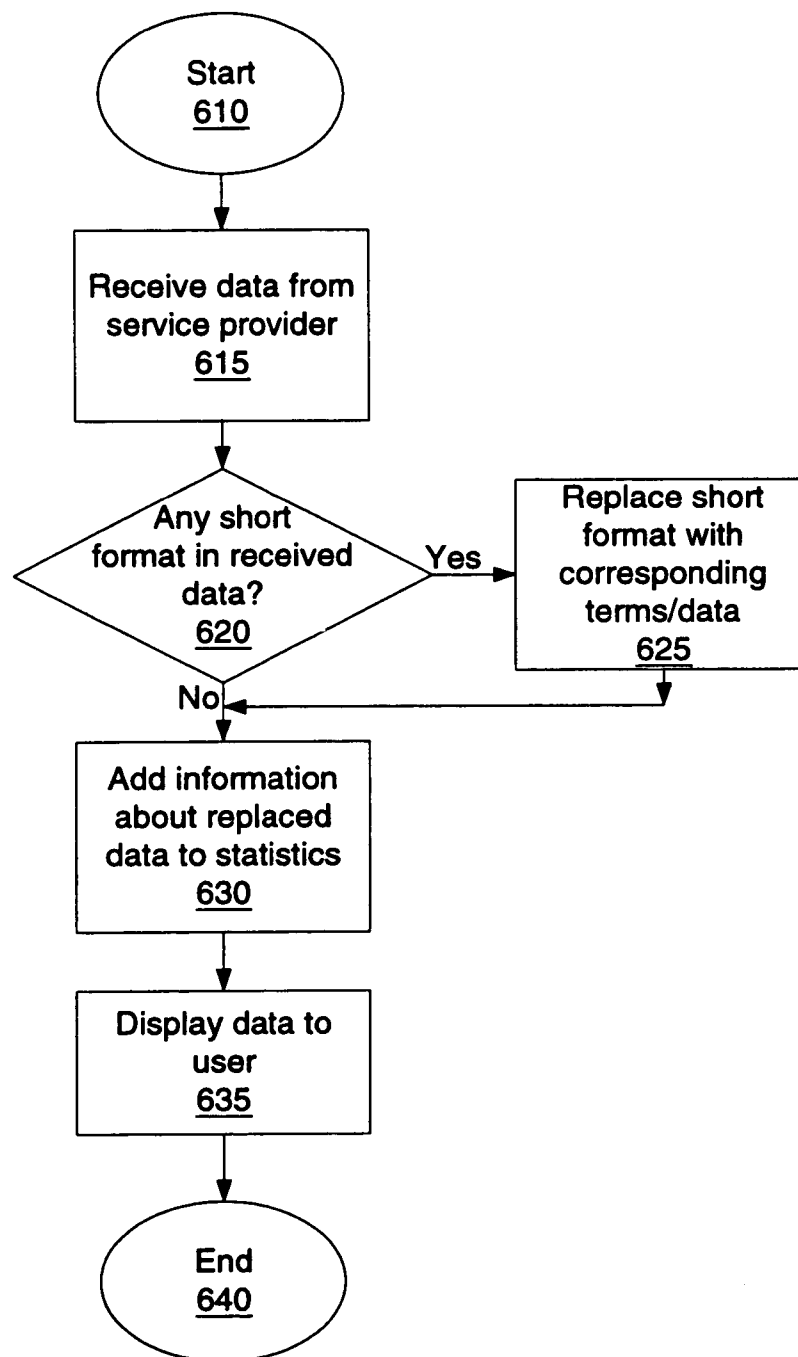 Start
610
Receive data from
service provider
615
Any short
format in received
data?
620
Yes
Replace short
format with
corresponding
terms/data
625
No
Add information
about replaced
data to statistics
630
Display data to
user
635
End
640